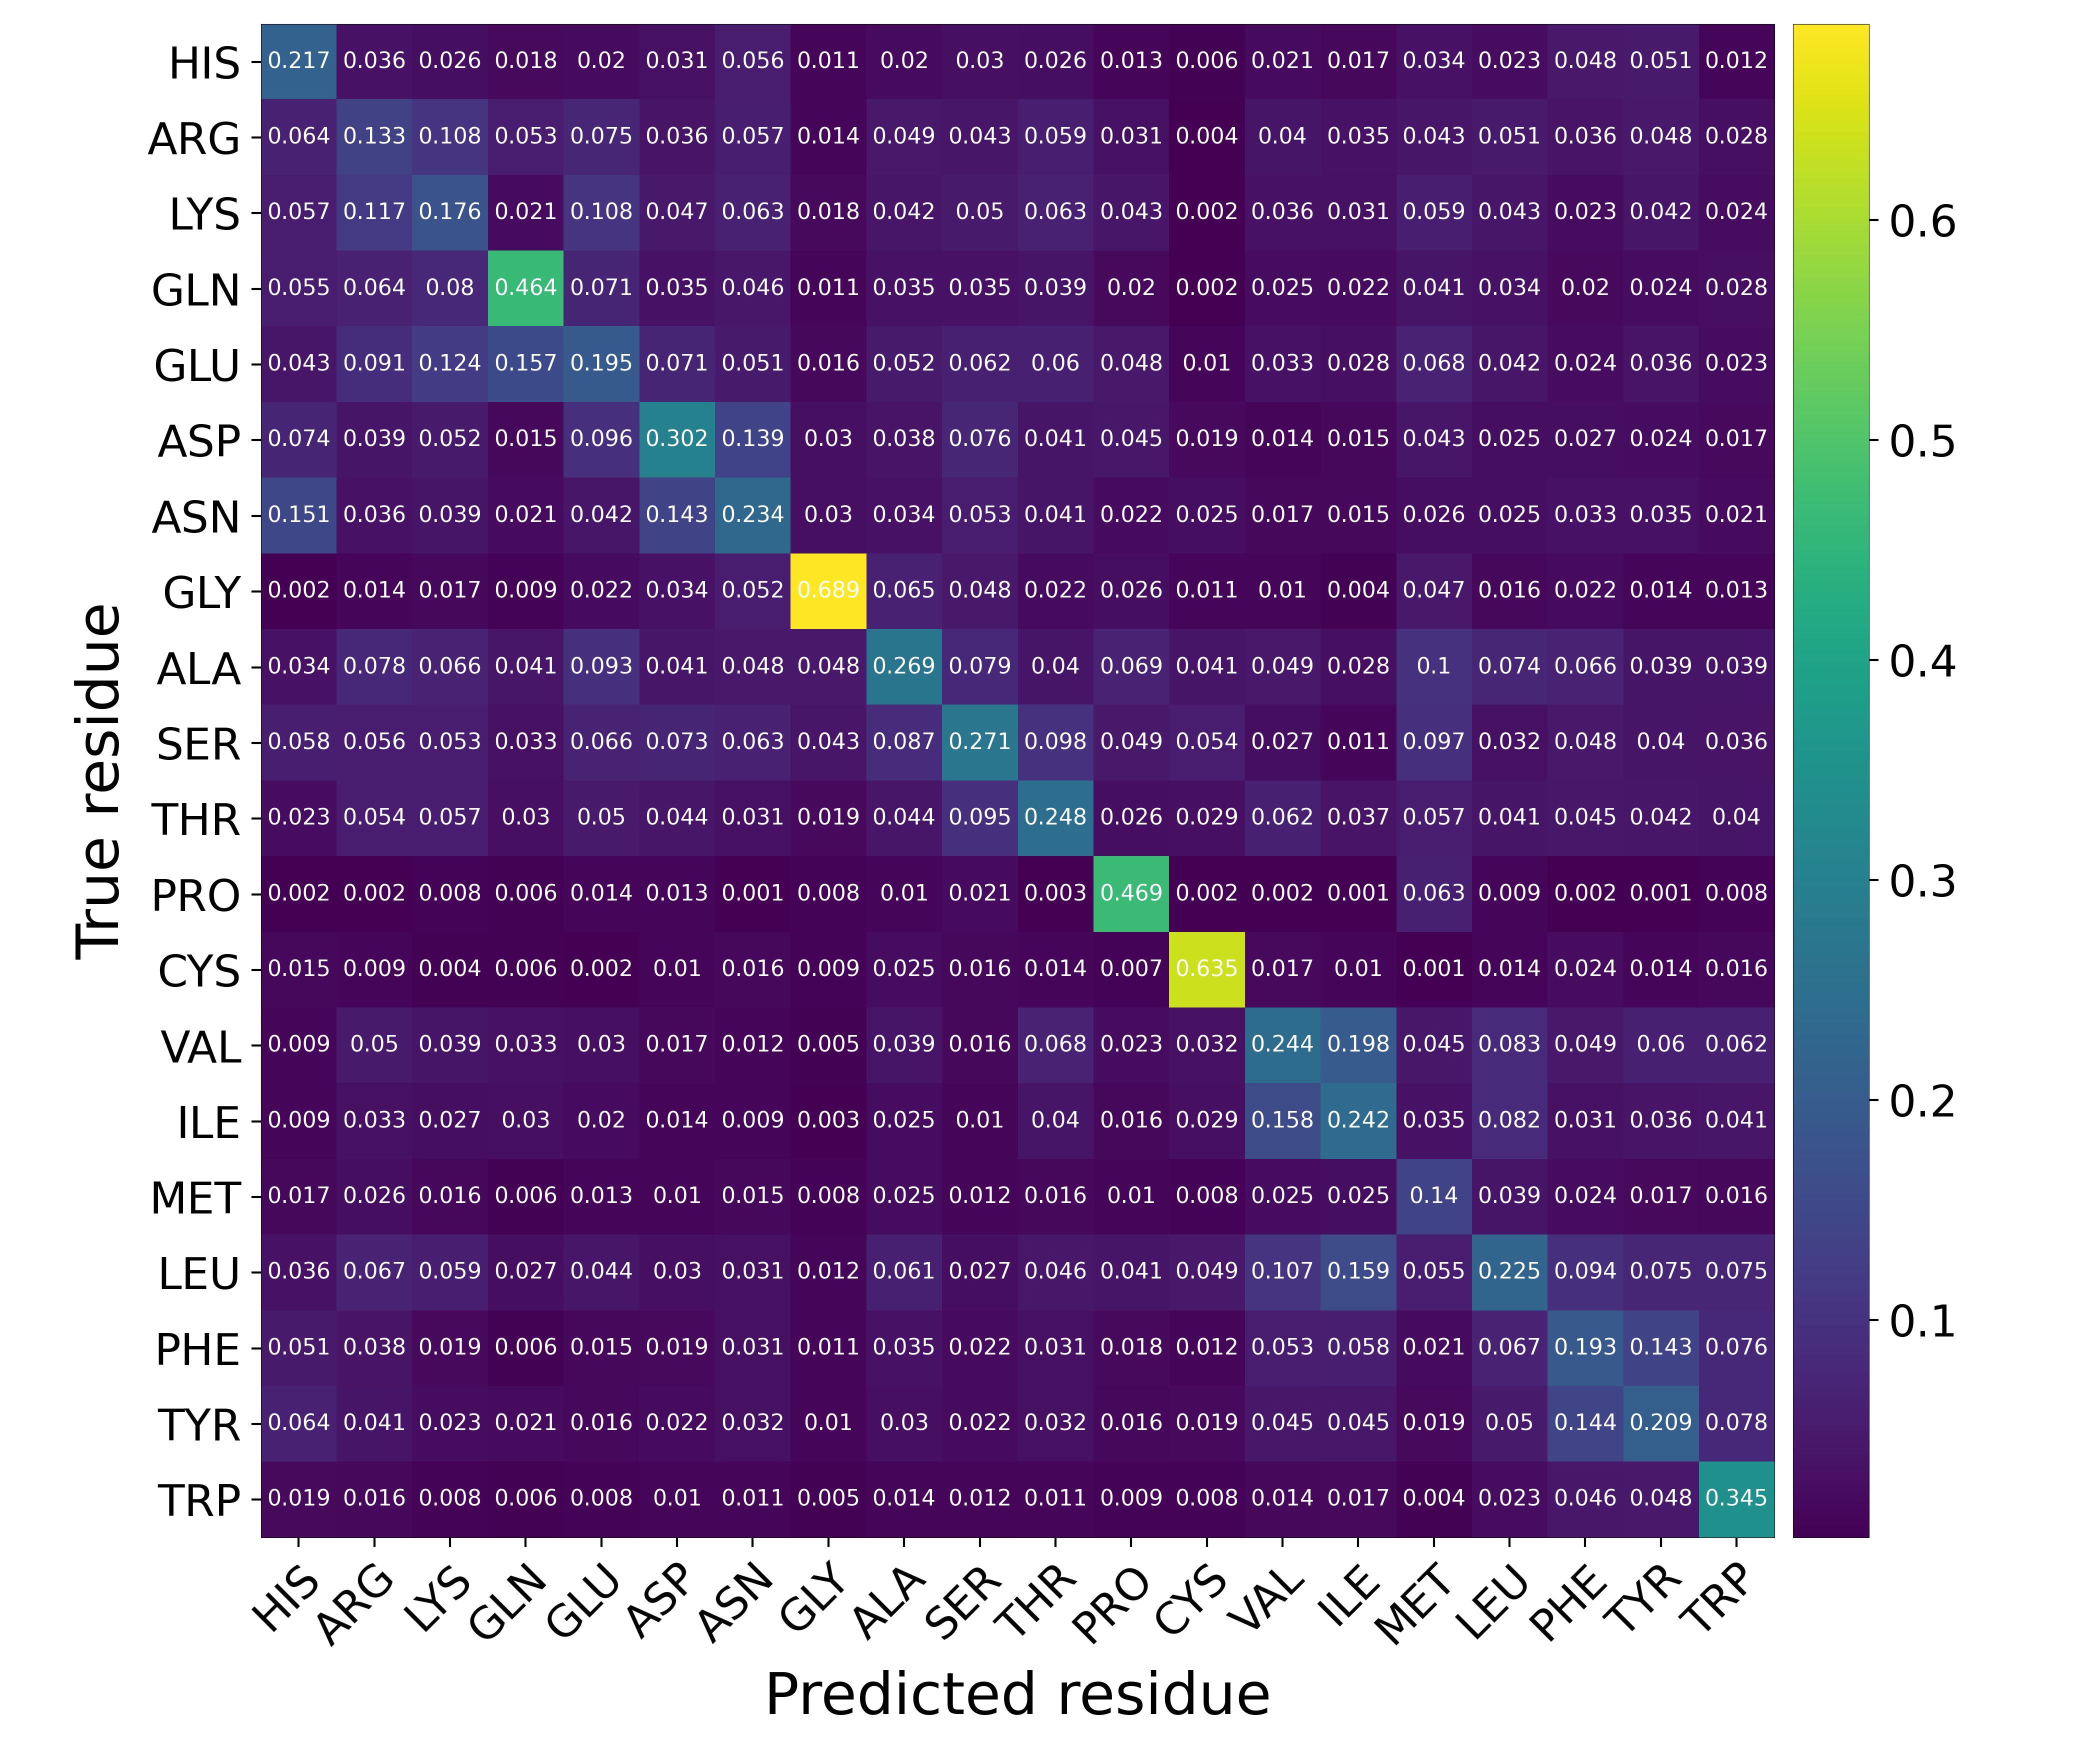 HIS 0.217 0.036 0.026 0.018 0.02 0.031 0.056 0.011 0.02 0.03 0.026 0.013 0.006 0.021 0.017 0.034 0.023 0.048 0.051 0.012
ARG 0.064 0.133 0.108 0.053 0.075 0.036 0.057 0.014 0.049 0.043 0.059 0.031 0.004 0.04 0.035 0.043 0.051 0.036 0.048 0.028
LYS 0.057 0.117 0.176 0.021 0.108 0.047 0.063 0.018 0.042 0.05 0.063 0.043 0.002 0.036 0.031 0.059 0.043 0.023 0.042 0.024
GLN 0.055 0.064 0.08 0.464 0.071 0.035 0.046 0.011 0.035 0.035 0.039 0.02 0.002 0.025 0.022 0.041 0.034 0.02 0.024 0.028
GLU 0.043 0.091 0.124 0.157 0.195 0.071 0.051 0.016 0.052 0.062 0.06 0.048 0.01 0.033 0.028 0.068 0.042 0.024 0.036 0.023
ASP 0.074 0.039 0.052 0.015 0.096 0.302 0.139 0.03 0.038 0.076 0.041 0.045 0.019 0.014 0.015 0.043 0.025 0.027 0.024 0.017
ASN 0.151 0.036 0.039 0.021 0.042 0.143 0.234 0.03 0.034 0.053 0.041 0.022 0.025 0.017 0.015 0.026 0.025 0.033 0.035 0.021
GLY 0.002 0.014 0.017 0.009 0.022 0.034 0.052 0.689 0.065 0.048 0.022 0.026 0.011 0.01 0.004 0.047 0.016 0.022 0.014 0.013
ALA 0.034 0.078 0.066 0.041 0.093 0.041 0.048 0.048 0.269 0.079 0.04 0.069 0.041 0.049 0.028 0.1 0.074 0.066 0.039 0.039
SER 0.058 0.056 0.053 0.033 0.066 0.073 0.063 0.043 0.087 0.271 0.098 0.049 0.054 0.027 0.011 0.097 0.032 0.048 0.04 0.036
THR 0.023 0.054 0.057 0.03 0.05 0.044 0.031 0.019 0.044 0.095 0.248 0.026 0.029 0.062 0.037 0.057 0.041 0.045 0.042 0.04
PRO 0.002 0.002 0.008 0.006 0.014 0.013 0.001 0.008 0.01 0.021 0.003 0.469 0.002 0.002 0.001 0.063 0.009 0.002 0.001 0.008
CYS 0.015 0.009 0.004 0.006 0.002 0.01 0.016 0.009 0.025 0.016 0.014 0.007 0.635 0.017 0.01 0.001 0.014 0.024 0.014 0.016
VAL 0.009 0.05 0.039 0.033 0.03 0.017 0.012 0.005 0.039 0.016 0.068 0.023 0.032 0.244 0.198 0.045 0.083 0.049 0.06 0.062
ILE 0.009 0.033 0.027 0.03 0.02 0.014 0.009 0.003 0.025 0.01 0.04 0.016 0.029 0.158 0.242 0.035 0.082 0.031 0.036 0.041
MET 0.017 0.026 0.016 0.006 0.013 0.01 0.015 0.008 0.025 0.012 0.016 0.01 0.008 0.025 0.025 0.14 0.039 0.024 0.017 0.016
LEU 0.036 0.067 0.059 0.027 0.044 0.03 0.031 0.012 0.061 0.027 0.046 0.041 0.049 0.107 0.159 0.055 0.225 0.094 0.075 0.075
PHE 0.051 0.038 0.019 0.006 0.015 0.019 0.031 0.011 0.035 0.022 0.031 0.018 0.012 0.053 0.058 0.021 0.067 0.193 0.143 0.076
TYR 0.064 0.041 0.023 0.021 0.016 0.022 0.032 0.01 0.03 0.022 0.032 0.016 0.019 0.045 0.045 0.019 0.05 0.144 0.209 0.078
TRP 0.019 0.016 0.008 0.006 0.008 0.01 0.011 0.005 0.014 0.012 0.011 0.009 0.008 0.014 0.017 0.004 0.023 0.046 0.048 0.345
HIS ARG LYS GLN GLU ASP ASN GLY ALA SER THR PRO CYS VAL ILE MET LEU PHE TYR TRP
Predicted residue
True residue
0.6
0.5
0.4
0.3
0.2
0.1